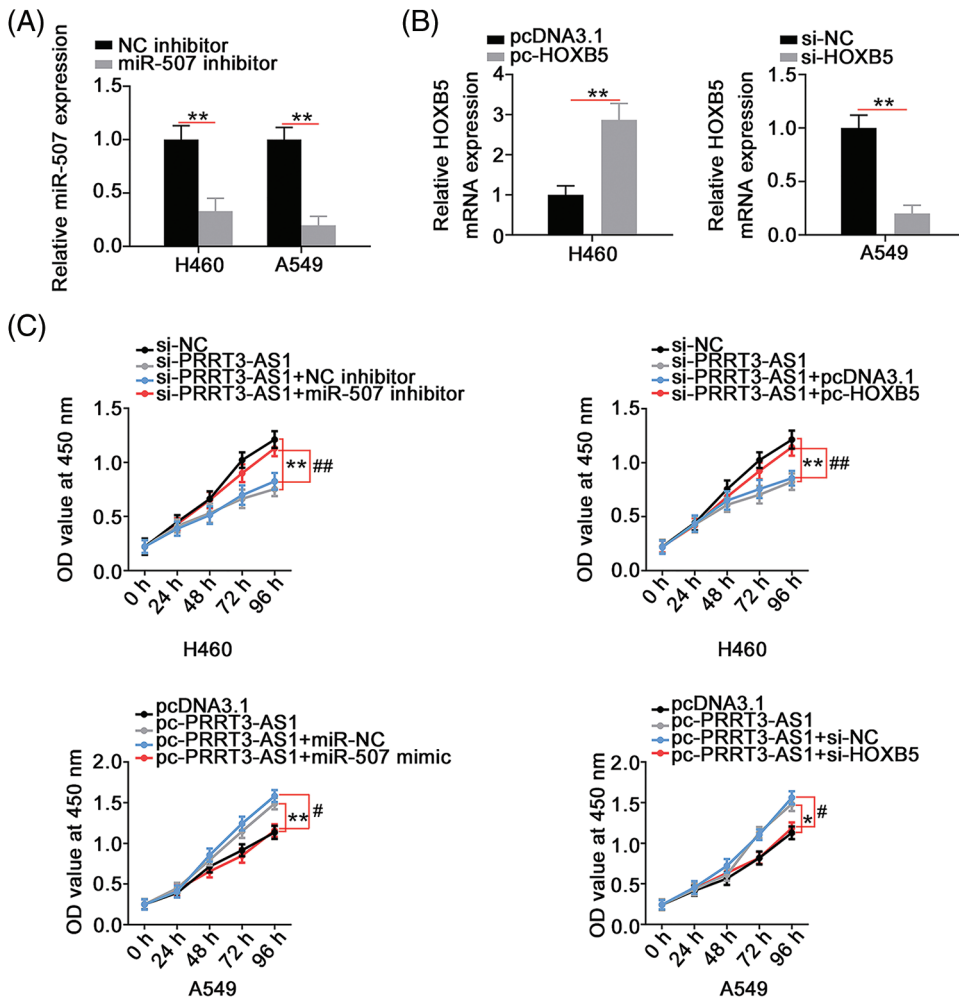 (A)
NC inhibitor
miR-507 inhibitor
Relative miR-507 expression
1.5
1.0
0.5
0.0
**
**
H460
A549
(B)
pcDNA3.1
pc-HOXB5
Relative HOXB5
mRNA expression
4
3
2
1
0
**
H460
si-NC
si-HOXB5
Relative HOXB5
mRNA expression
1.5
1.0
0.5
0.0
**
A549
(C)
si-NC
si-PRRT3-AS1
si-PRRT3-AS1+NC inhibitor
si-PRRT3-AS1+miR-507 inhibitor
OD value at 450 nm
1.5
1.0
0.5
0.0
** ##
0 h
24 h
48 h
72 h
96 h
H460
si-NC
si-PRRT3-AS1
si-PRRT3-AS1+pcDNA3.1
si-PRRT3-AS1+pc-HOXB5
OD value at 450 nm
1.5
1.0
0.5
0.0
** ##
0 h
24 h
48 h
72 h
96 h
H460
pcDNA3.1
pc-PRRT3-AS1
pc-PRRT3-AS1+miR-NC
pc-PRRT3-AS1+miR-507 mimic
OD value at 450 nm
2.0
1.5
1.0
0.5
0.0
** #
0 h
24 h
48 h
72 h
96 h
A549
pcDNA3.1
pc-PRRT3-AS1
pc-PRRT3-AS1+si-NC
pc-PRRT3-AS1+si-HOXB5
OD value at 450 nm
2.0
1.5
1.0
0.5
0.0
* #
0 h
24 h
48 h
72 h
96 h
A549